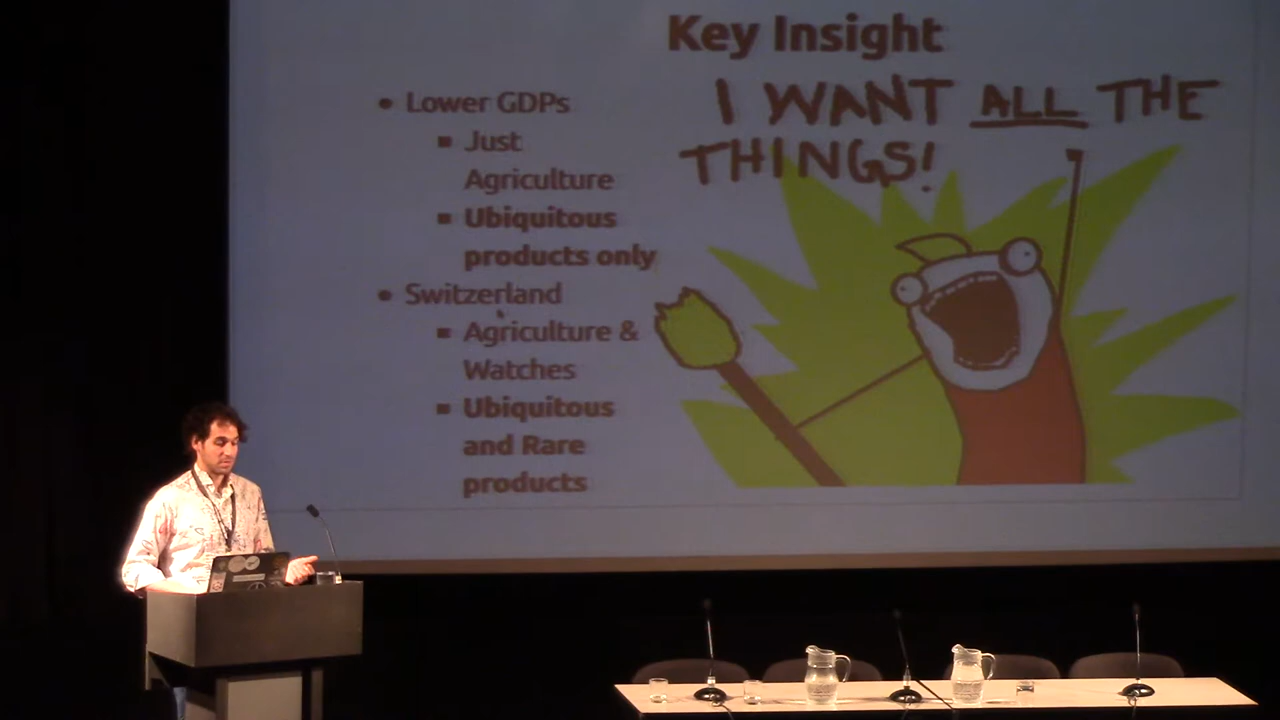 Key Insight
• Lower GDPs
▪ Just
Agriculture
▪ Ubiquitous
products only
• Switzerland
▪ Agriculture &
Watches
▪ Ubiquitous
and Rare
products
I WANT ALL THE
THINGS!